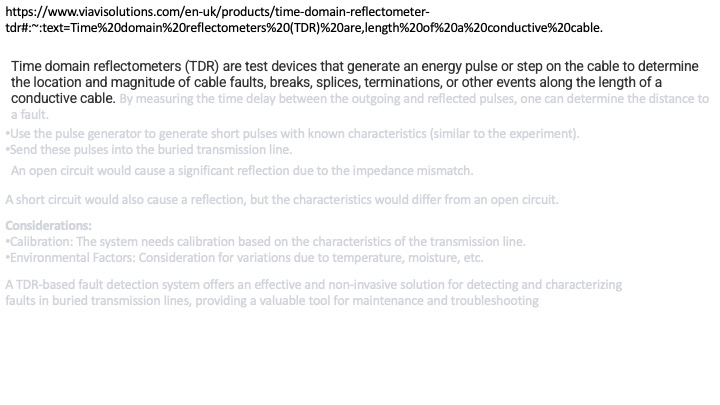 https://www.viavisolutions.com/en-uk/products/time-domain-reflectometer-
tdr#:~:text=Time%20domain%20reflectometers%20(TDR)%20are,length%20of%20a%20conductive%20cable.
Time domain reflectometers (TDR) are test devices that generate an energy pulse or step on the cable to determine
the location and magnitude of cable faults, breaks, splices, terminations, or other events along the length of a
conductive cable. By measuring the time delay between the outgoing and reflected pulses, one can determine the distance to
a fault.
•Use the pulse generator to generate short pulses with known characteristics (similar to the experiment).
•Send these pulses into the buried transmission line.
An open circuit would cause a significant reflection due to the impedance mismatch.
A short circuit would also cause a reflection, but the characteristics would differ from an open circuit.
Considerations:
•Calibration: The system needs calibration based on the characteristics of the transmission line.
•Environmental Factors: Consideration for variations due to temperature, moisture, etc.
A TDR-based fault detection system offers an effective and non-invasive solution for detecting and characterizing
faults in buried transmission lines, providing a valuable tool for maintenance and troubleshooting